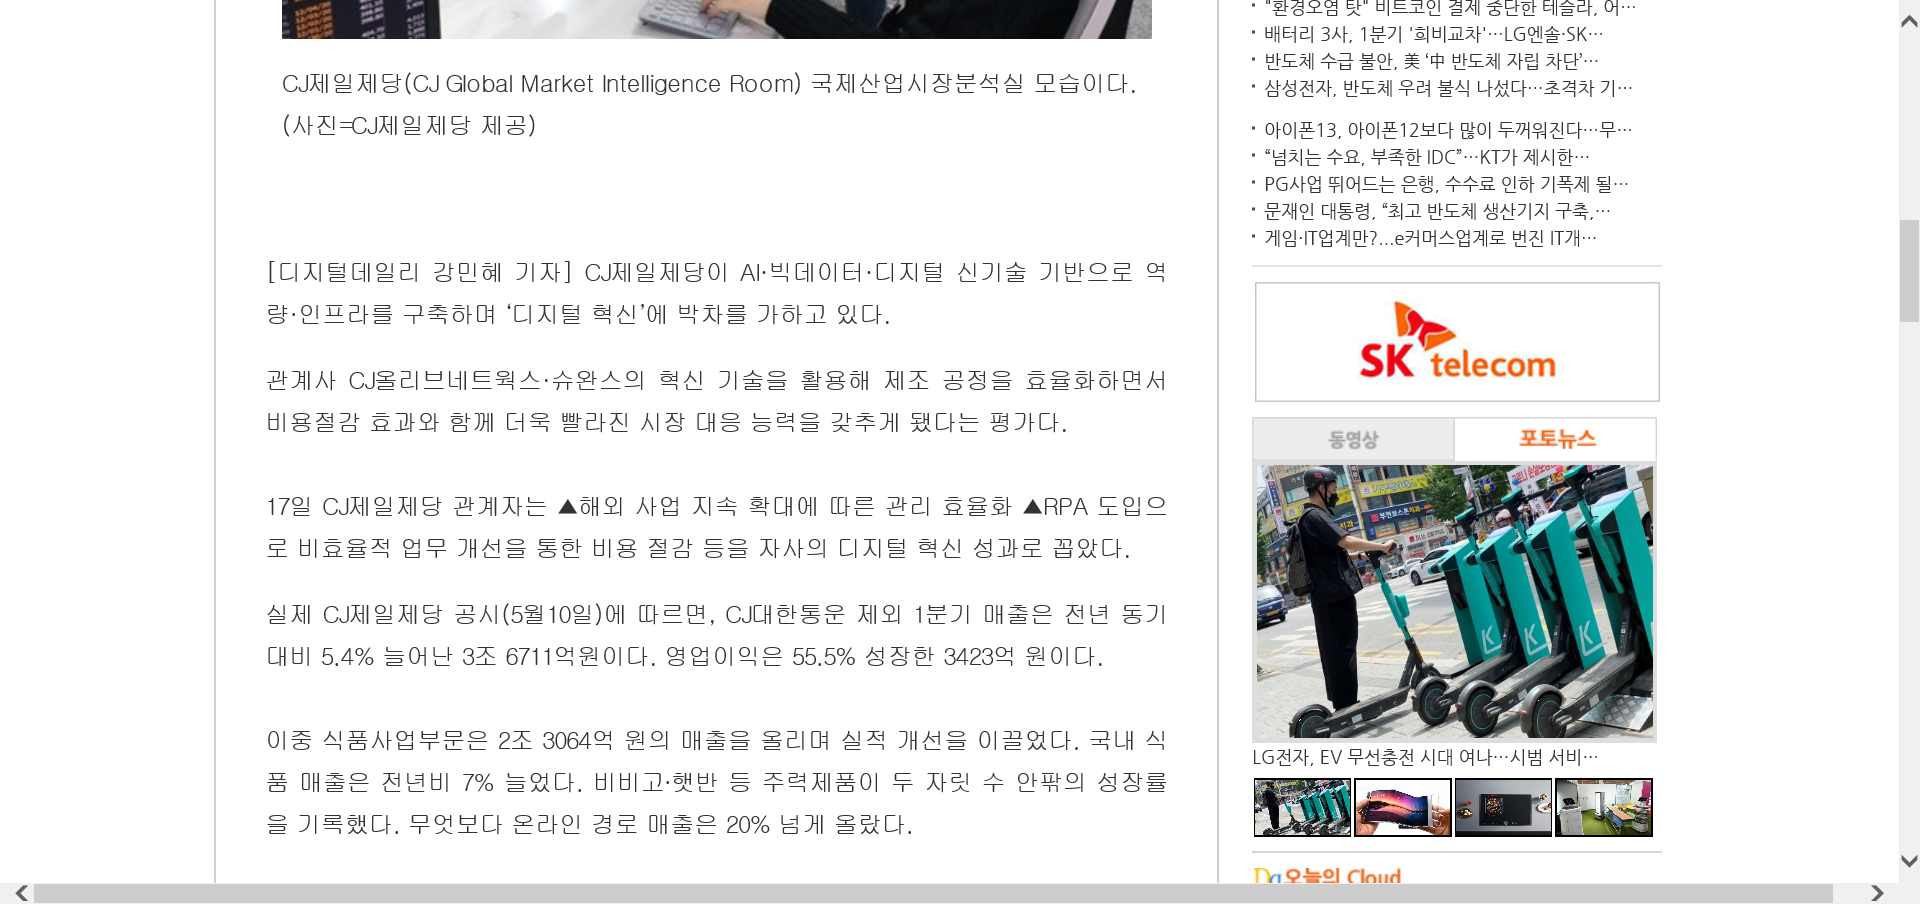 CJ제일제당(CJ Global Market Intelligence Room) 국제산업시장분석실 모습이다.
(사진=CJ제일제당 제공)
[디지털데일리 강민혜 기자] CJ제일제당이 AI·빅데이터·디지털 신기술 기반으로 역
량·인프라를 구축하며 ‘디지털 혁신’에 박차를 가하고 있다.
관계사 CJ올리브네트웍스·슈완스의 혁신 기술을 활용해 제조 공정을 효율화하면서
비용절감 효과와 함께 더욱 빨라진 시장 대응 능력을 갖추게 됐다는 평가다.
17일 CJ제일제당 관계자는 ▲해외 사업 지속 확대에 따른 관리 효율화 ▲RPA 도입으
로 비효율적 업무 개선을 통한 비용 절감 등을 자사의 디지털 혁신 성과로 꼽았다.
실제 CJ제일제당 공시(5월10일)에 따르면, CJ대한통운 제외 1분기 매출은 전년 동기
대비 5.4% 늘어난 3조 6711억원이다. 영업이익은 55.5% 성장한 3423억 원이다.
이중 식품사업부문은 2조 3064억 원의 매출을 올리며 실적 개선을 이끌었다. 국내 식
품 매출은 전년비 7% 늘었다. 비비고·햇반 등 주력제품이 두 자릿 수 안팎의 성장률
을 기록했다. 무엇보다 온라인 경로 매출은 20% 넘게 올랐다.
"환경오염 탓" 비트코인 결제 중단한 테슬라, 어…
배터리 3사, 1분기 '희비교차'…LG엔솔·SK…
반도체 수급 불안, 美 ‘中 반도체 자립 차단’…
삼성전자, 반도체 우려 불식 나섰다…초격차 기…
아이폰13, 아이폰12보다 많이 두꺼워진다…무…
“넘치는 수요, 부족한 IDC”…KT가 제시한…
PG사업 뛰어드는 은행, 수수료 인하 기폭제 될…
문재인 대통령, “최고 반도체 생산기지 구축,…
게임·IT업계만?...e커머스업계로 번진 IT개…
SK telecom
동영상 포토뉴스
LG전자, EV 무선충전 시대 여나…시범 서비…
오늘의 Cloud